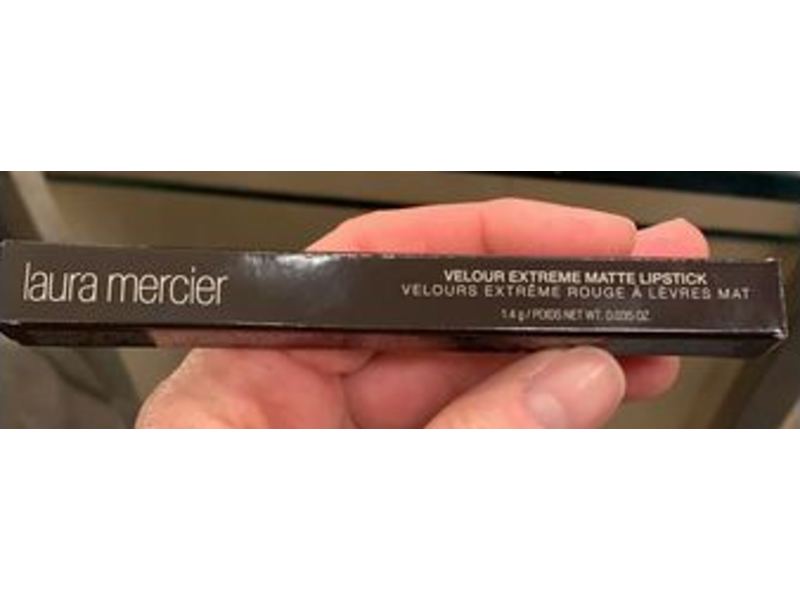 laura mercier
VELOUR EXTREME MATTE LIPSTICK
VELOURS EXTRÊME ROUGE À LÈVRES MAT
1.4 g / POIDS NET WT. 0.035 OZ.